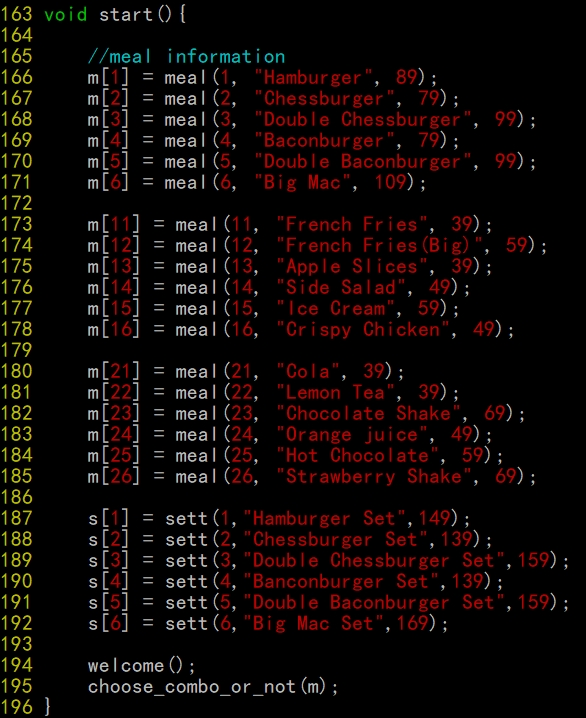 163 void start(){
164
165     //meal information
166     m[1] = meal(1, "Hamburger", 89);
167     m[2] = meal(2, "Chessburger", 79);
168     m[3] = meal(3, "Double Chessburger", 99);
169     m[4] = meal(4, "Baconburger", 79);
170     m[5] = meal(5, "Double Baconburger", 99);
171     m[6] = meal(6, "Big Mac", 109);
172
173     m[11] = meal(11, "French Fries", 39);
174     m[12] = meal(12, "French Fries(Big)", 59);
175     m[13] = meal(13, "Apple Slices", 39);
176     m[14] = meal(14, "Side Salad", 49);
177     m[15] = meal(15, "Ice Cream", 59);
178     m[16] = meal(16, "Crispy Chicken", 49);
179
180     m[21] = meal(21, "Cola", 39);
181     m[22] = meal(22, "Lemon Tea", 39);
182     m[23] = meal(23, "Chocolate Shake", 69);
183     m[24] = meal(24, "Orange juice", 49);
184     m[25] = meal(25, "Hot Chocolate", 59);
185     m[26] = meal(26, "Strawberry Shake", 69);
186
187     s[1] = sett(1,"Hamburger Set",149);
188     s[2] = sett(2,"Chessburger Set",139);
189     s[3] = sett(3,"Double Chessburger Set",159);
190     s[4] = sett(4,"Banconburger Set",139);
191     s[5] = sett(5,"Double Baconburger Set",159);
192     s[6] = sett(6,"Big Mac Set",169);
193
194     welcome();
195     choose_combo_or_not(m);
196 }